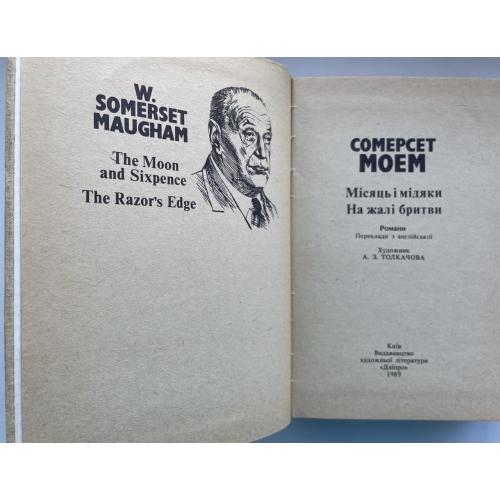 W.
SOMERSET
MAUGHAM
The Moon
and Sixpence
The Razor's Edge
СОМЕРСЕТ
МОЕМ
Місяць і мідяки
На жалі бритви
Романи
Переклади з англійської
Художник
А. З. ТОЛКАЧОВА
Київ
Видавництво
художньої літератури
«Дніпро»
1989